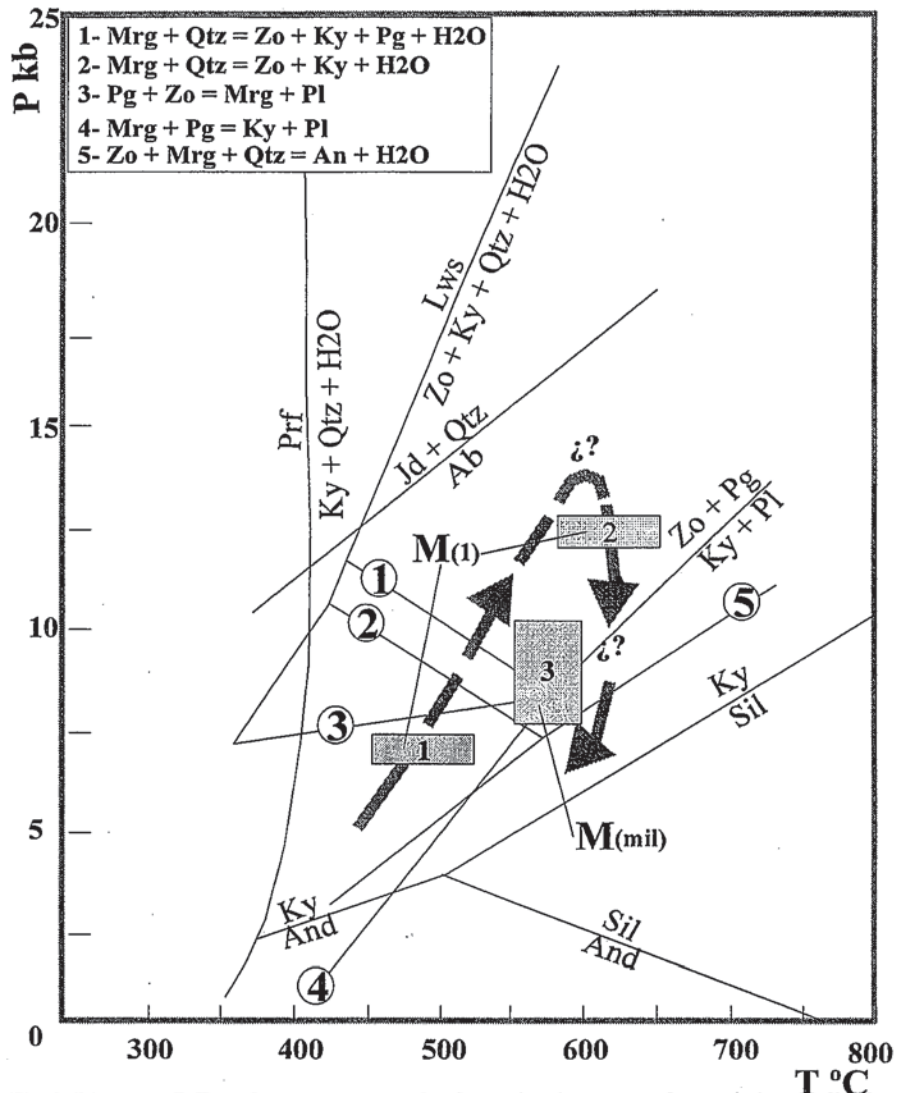 25
P kb
1- Mrg + Qtz = Zo + Ky + Pg + H2O
2- Mrg + Qtz = Zo + Ky + H2O
3- Pg + Zo = Mrg + Pl
4- Mrg + Pg = Ky + Pl
5- Zo + Mrg + Qtz = An + H2O
20
Lws
Zo + Ky + Qtz + H2O
Prf
Ky + Qtz + H2O
15
Jd + Qtz
Ab
¿?
Zo + Pg
Ky + Pl
2
M(1)
1
5
10
2
¿?
3
Ky
Sil
3
1
M(mil)
5
Ky
And
Sil
And
4
0
300
400
500
600
700
800
T ºC